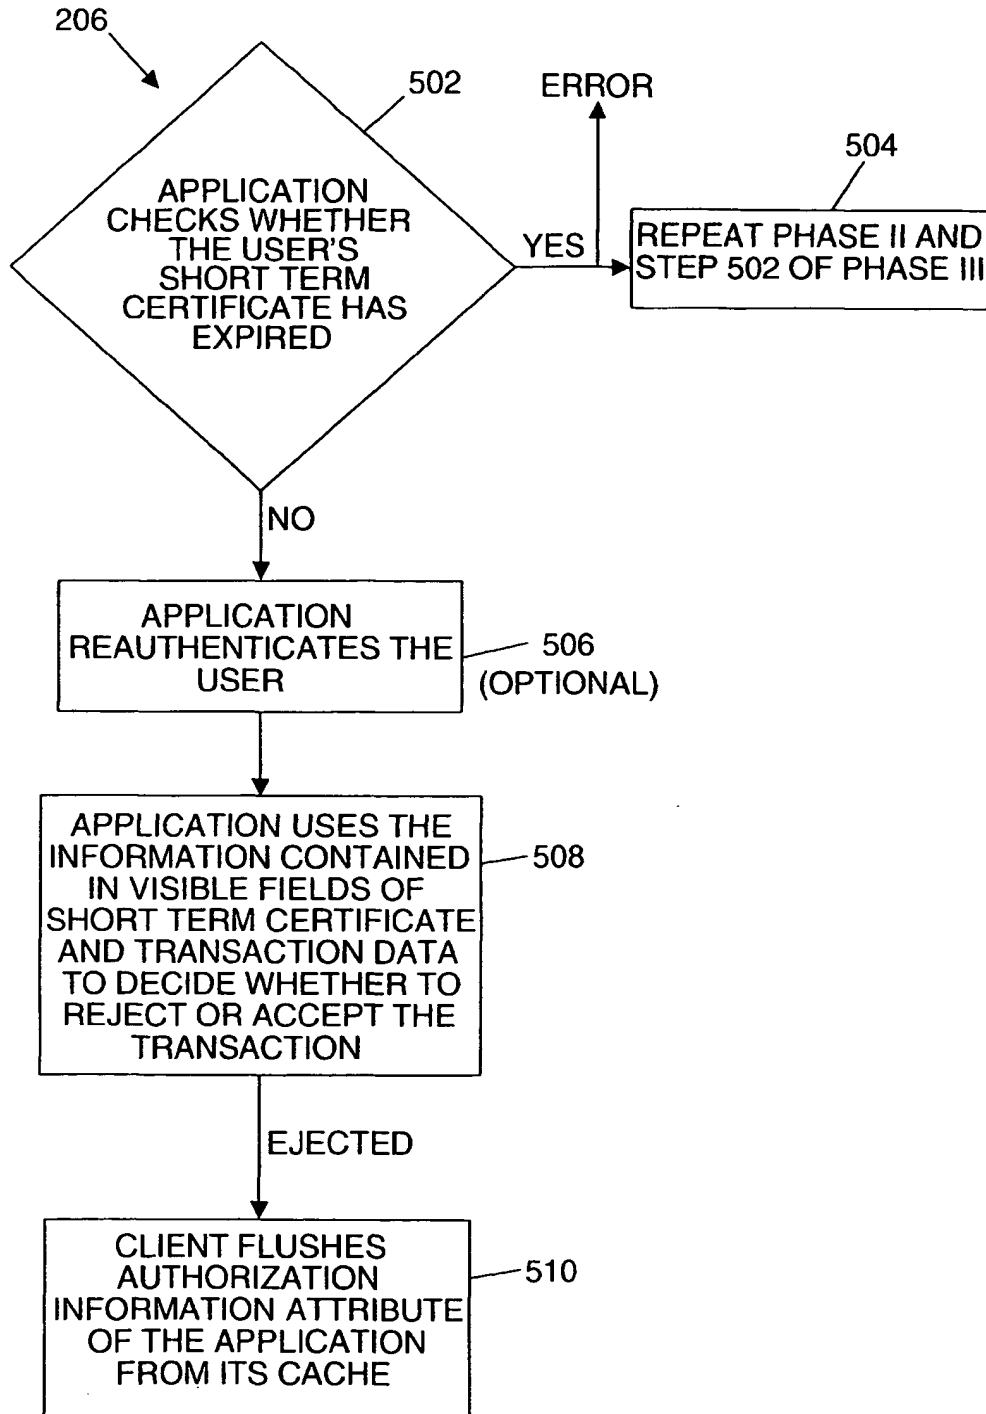 206
502
APPLICATION
CHECKS WHETHER
THE USER'S
SHORT TERM
CERTIFICATE HAS
EXPIRED
YES
ERROR
504
REPEAT PHASE II AND
STEP 502 OF PHASE III
NO
APPLICATION
REAUTHENTICATES THE
USER
506
(OPTIONAL)
APPLICATION USES THE
INFORMATION CONTAINED
IN VISIBLE FIELDS OF
SHORT TERM CERTIFICATE
AND TRANSACTION DATA
TO DECIDE WHETHER TO
REJECT OR ACCEPT THE
TRANSACTION
508
EJECTED
CLIENT FLUSHES
AUTHORIZATION
INFORMATION ATTRIBUTE
OF THE APPLICATION
FROM ITS CACHE
510